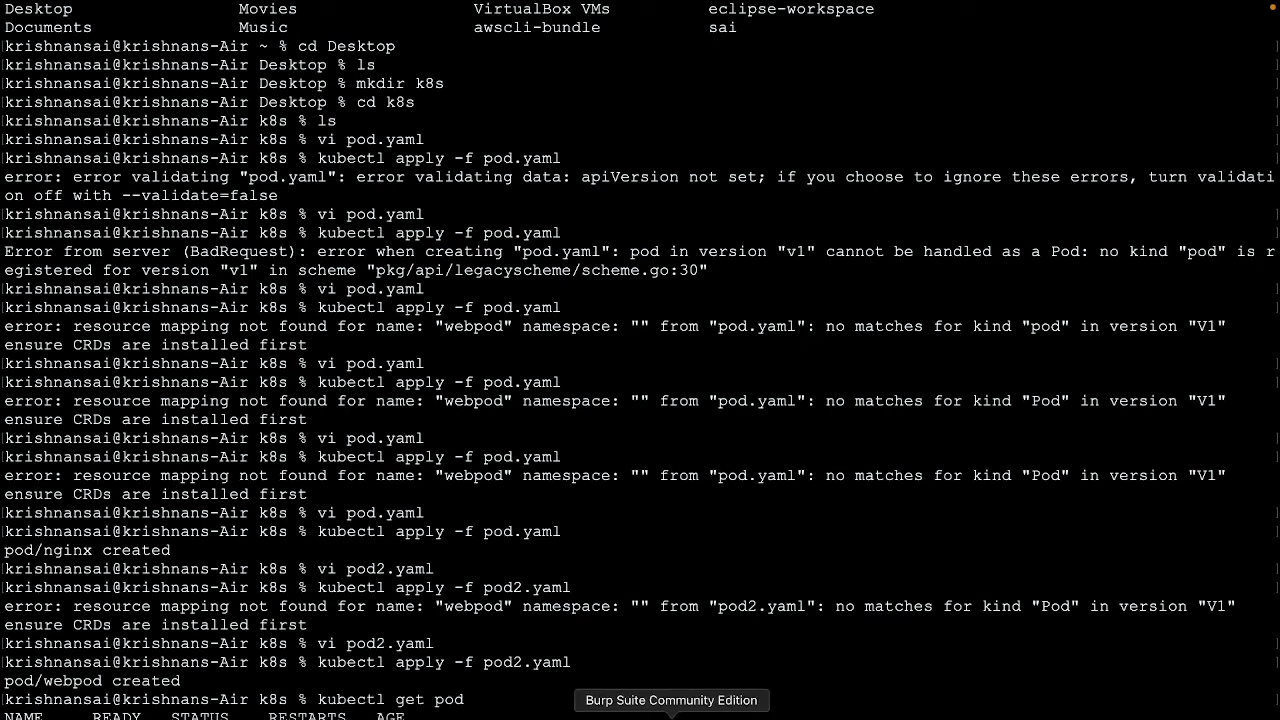 Desktop Movies VirtualBox VMs eclipse-workspace
Documents Music awscli-bundle sai
krishnansai@krishnans-Air ~ % cd Desktop
krishnansai@krishnans-Air Desktop % ls
krishnansai@krishnans-Air Desktop % mkdir k8s
krishnansai@krishnans-Air Desktop % cd k8s
krishnansai@krishnans-Air k8s % ls
krishnansai@krishnans-Air k8s % vi pod.yaml
krishnansai@krishnans-Air k8s % kubectl apply -f pod.yaml
error: error validating "pod.yaml": error validating data: apiVersion not set; if you choose to ignore these errors, turn validati
on off with --validate=false
krishnansai@krishnans-Air k8s % vi pod.yaml
krishnansai@krishnans-Air k8s % kubectl apply -f pod.yaml
Error from server (BadRequest): error when creating "pod.yaml": pod in version "v1" cannot be handled as a Pod: no kind "pod" is r
egistered for version "v1" in scheme "pkg/api/legacyscheme/scheme.go:30"
krishnansai@krishnans-Air k8s % vi pod.yaml
krishnansai@krishnans-Air k8s % kubectl apply -f pod.yaml
error: resource mapping not found for name: "webpod" namespace: "" from "pod.yaml": no matches for kind "pod" in version "V1"
ensure CRDs are installed first
krishnansai@krishnans-Air k8s % vi pod.yaml
krishnansai@krishnans-Air k8s % kubectl apply -f pod.yaml
error: resource mapping not found for name: "webpod" namespace: "" from "pod.yaml": no matches for kind "Pod" in version "V1"
ensure CRDs are installed first
krishnansai@krishnans-Air k8s % vi pod.yaml
krishnansai@krishnans-Air k8s % kubectl apply -f pod.yaml
error: resource mapping not found for name: "webpod" namespace: "" from "pod.yaml": no matches for kind "Pod" in version "V1"
ensure CRDs are installed first
krishnansai@krishnans-Air k8s % vi pod.yaml
krishnansai@krishnans-Air k8s % kubectl apply -f pod.yaml
pod/nginx created
krishnansai@krishnans-Air k8s % vi pod2.yaml
krishnansai@krishnans-Air k8s % kubectl apply -f pod2.yaml
error: resource mapping not found for name: "webpod" namespace: "" from "pod2.yaml": no matches for kind "Pod" in version "V1"
ensure CRDs are installed first
krishnansai@krishnans-Air k8s % vi pod2.yaml
krishnansai@krishnans-Air k8s % kubectl apply -f pod2.yaml
pod/webpod created
krishnansai@krishnans-Air k8s % kubectl get pod
Burp Suite Community Edition
NAME READY STATUS RESTARTS AGE